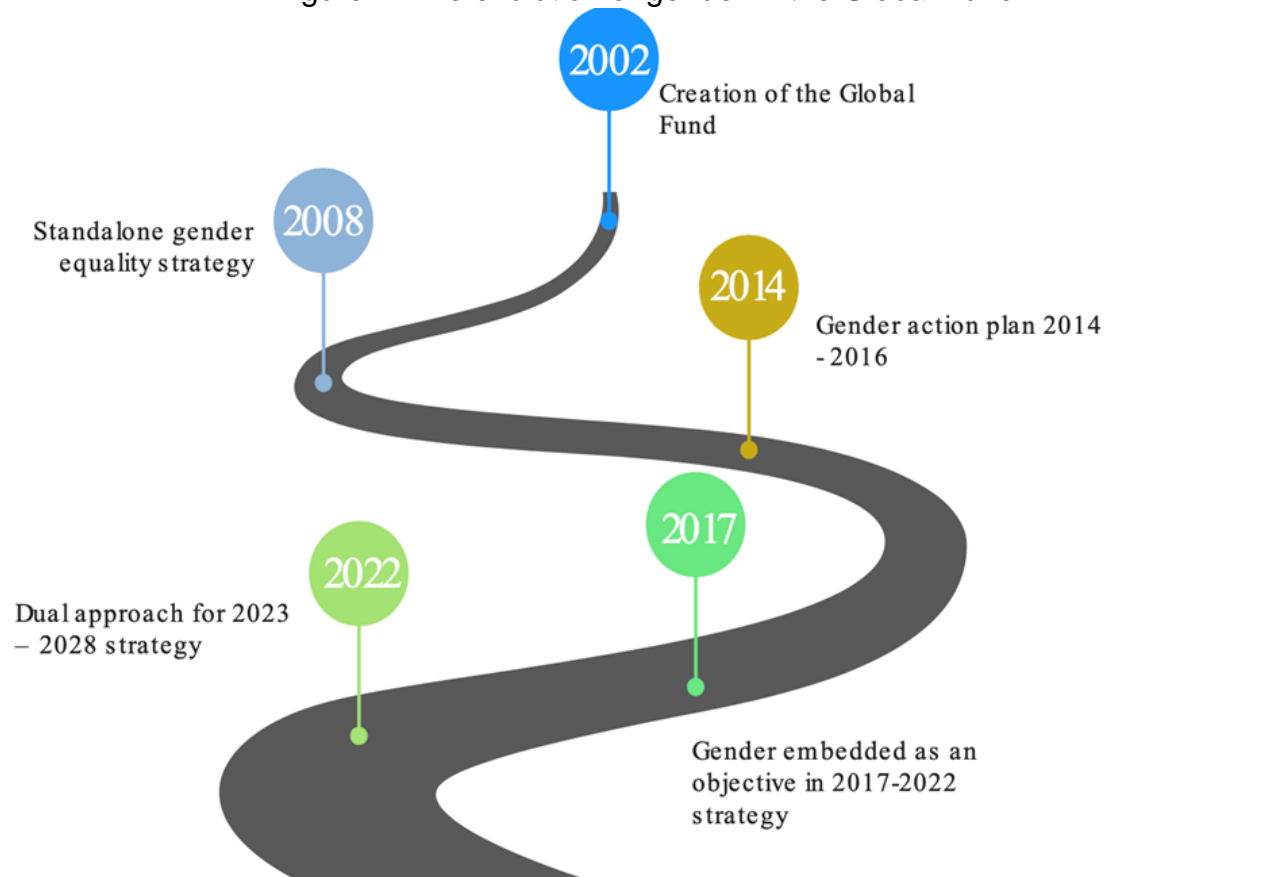 2002
Creation of the Global
Fund
2008
Standalone gender
equality strategy
2014
Gender action plan 2014
- 2016
2017
Gender embedded as an
objective in 2017-2022
strategy
2022
Dual approach for 2023
– 2028 strategy